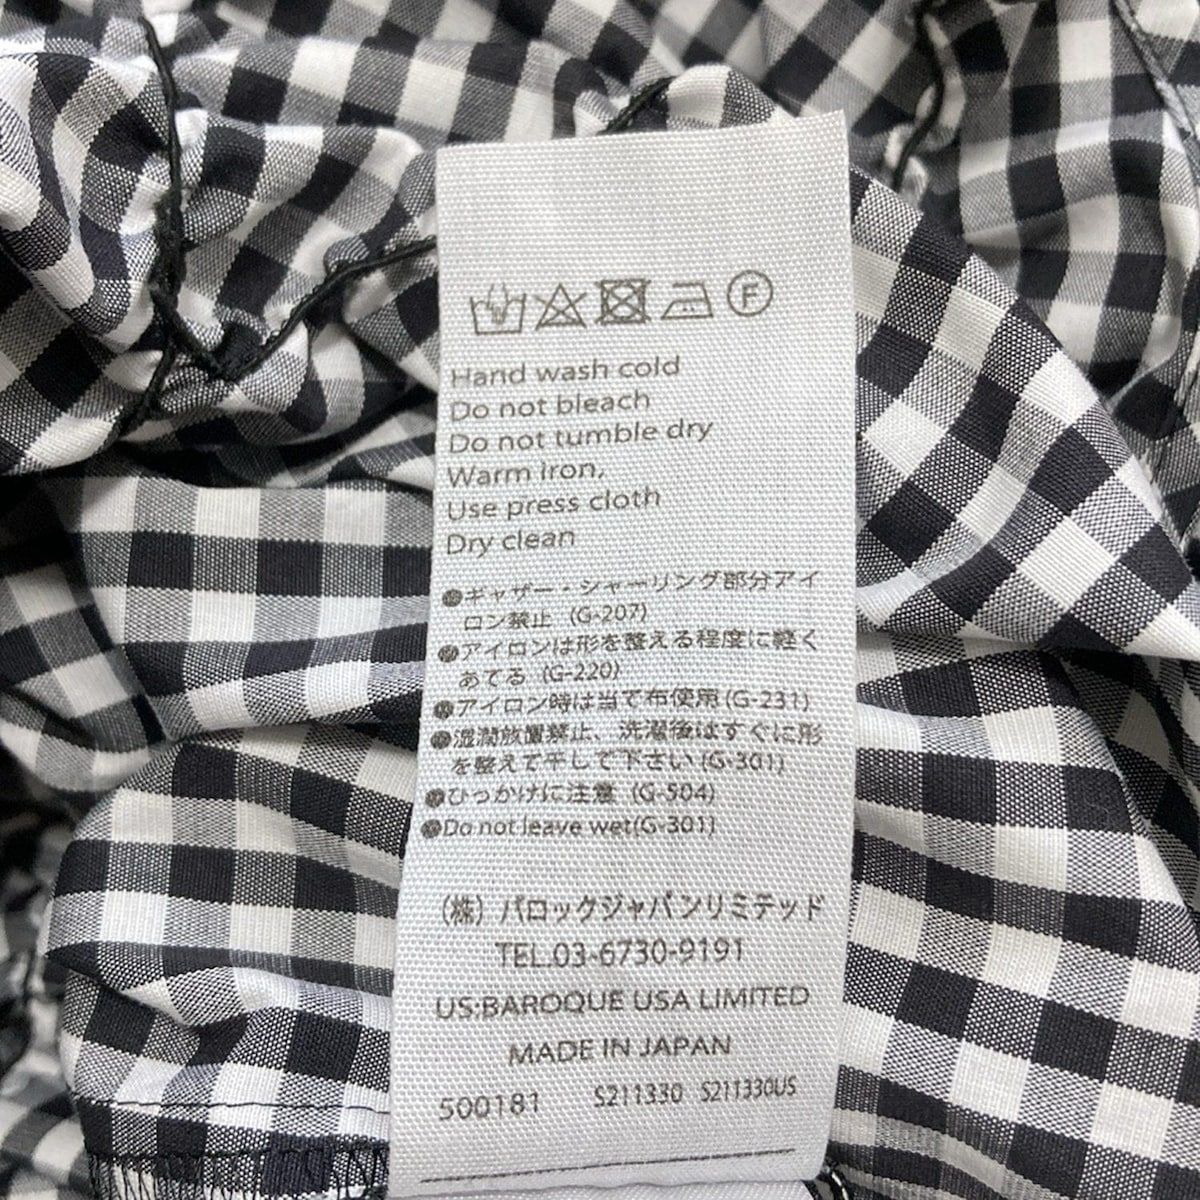 F
Hand wash cold
Do not bleach
Do not tumble dry
Warm iron,
Use press cloth
Dry clean
●ギャザー・シャーリング部分アイ
ロン禁止 (G-207)
●アイロンは形を整える程度に軽く
あてる (G-220)
●アイロン時は当て布使用(G-231)
●湿潤放置禁止、洗濯後はすぐに形
を整えて干して下さい(G-301)
●ひっかけに注意 (G-504)
●Do not leave wet(G-301)
(株) バロックジャパンリミテッド
TEL.03-6730-9191
US:BAROQUE USA LIMITED
MADE IN JAPAN
500181 S211330 S211330US